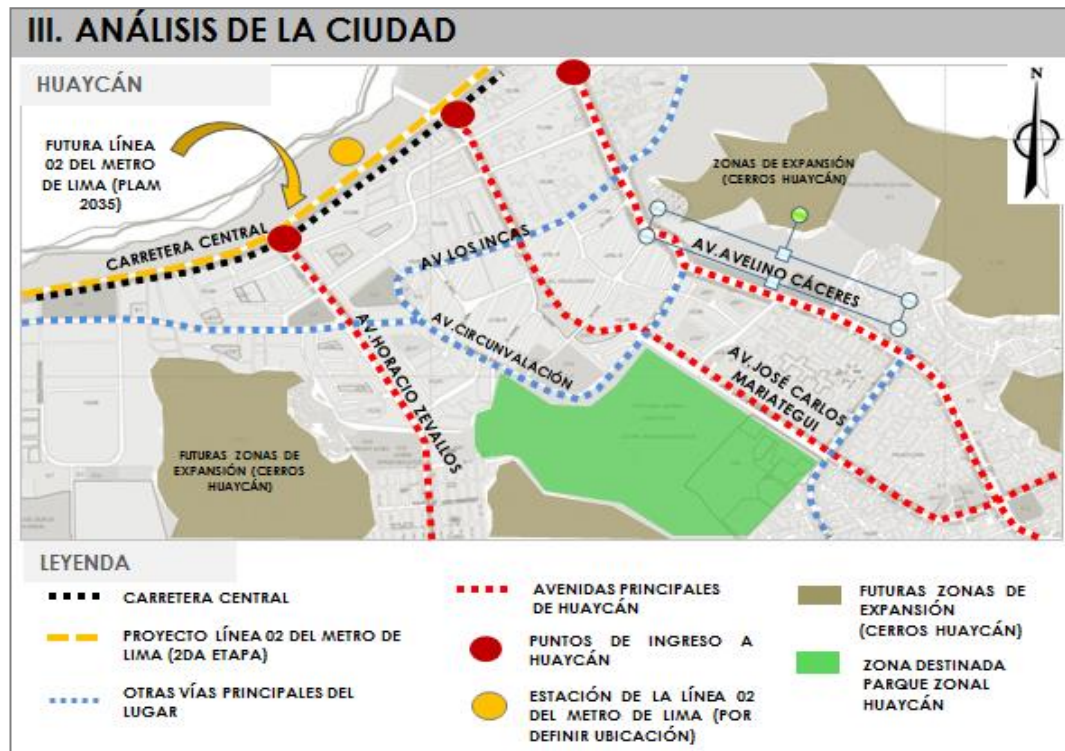 III. ANÁLISIS DE LA CIUDAD
HUAYCÁN
N
FUTURA LÍNEA
02 DEL METRO
DE LIMA (PLAM
2035)
ZONAS DE EXPANSIÓN
(CERROS HUAYCÁN)
CARRETERA CENTRAL
AV.LOS INCAS
AV.AVELINO CÁCERES
AV.CIRCUNVALACIÓN
AV.HORACIO ZEVALLOS
AV.JOSÉ CARLOS
MARIATEGUI
FUTURAS ZONAS DE
EXPANSIÓN (CERROS
HUAYCÁN)
LEYENDA
CARRETERA CENTRAL
PROYECTO LÍNEA 02 DEL METRO DE
LIMA (2DA ETAPA)
OTRAS VÍAS PRINCIPALES DEL
LUGAR
AVENIDAS PRINCIPALES
DE HUAYCÁN
PUNTOS DE INGRESO A
HUAYCÁN
ESTACIÓN DE LA LÍNEA 02
DEL METRO DE LIMA (POR
DEFINIR UBICACIÓN)
FUTURAS ZONAS DE
EXPANSIÓN
(CERROS HUAYCÁN)
ZONA DESTINADA
PARQUE ZONAL
HUAYCÁN